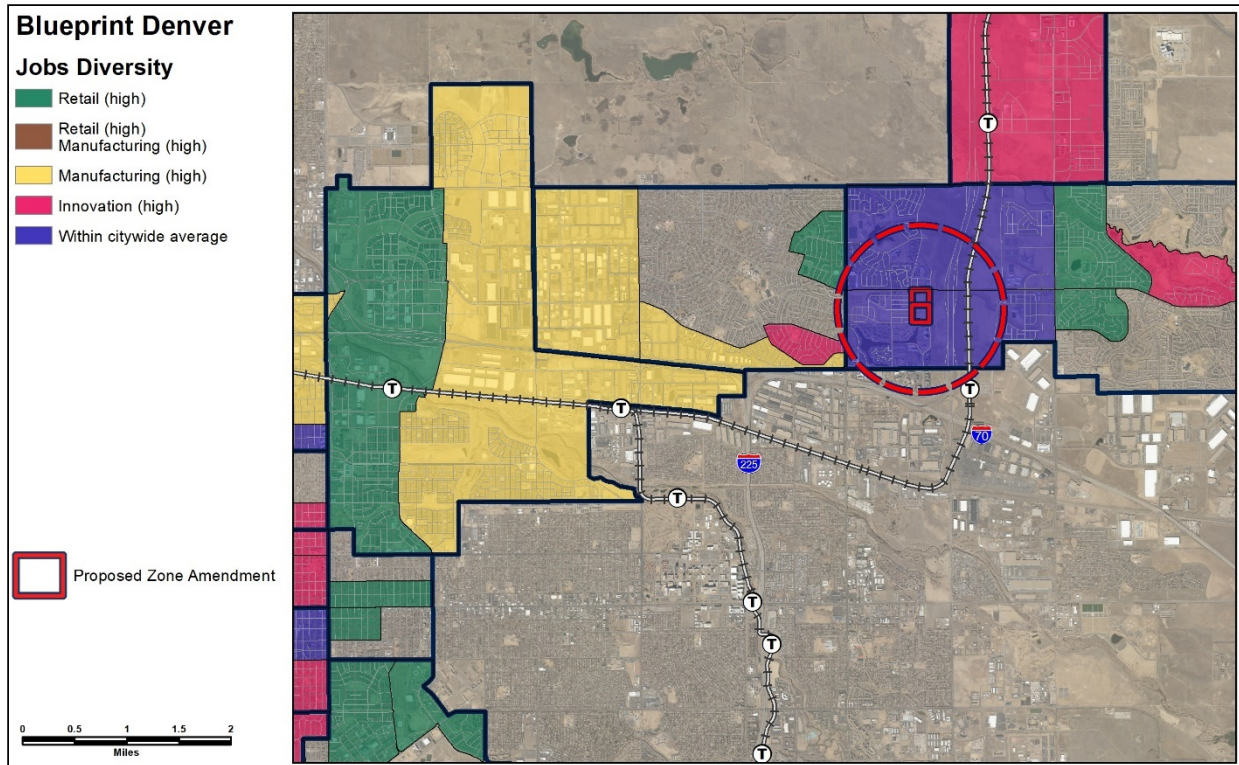 Blueprint Denver
Jobs Diversity
Retail (high)
Retail (high)
Manufacturing (high)
Manufacturing (high)
Innovation (high)
Within citywide average
Proposed Zone Amendment
0 0.5 1 1.5 2
Miles
T
T
T
T
70
225
T
T
T
T